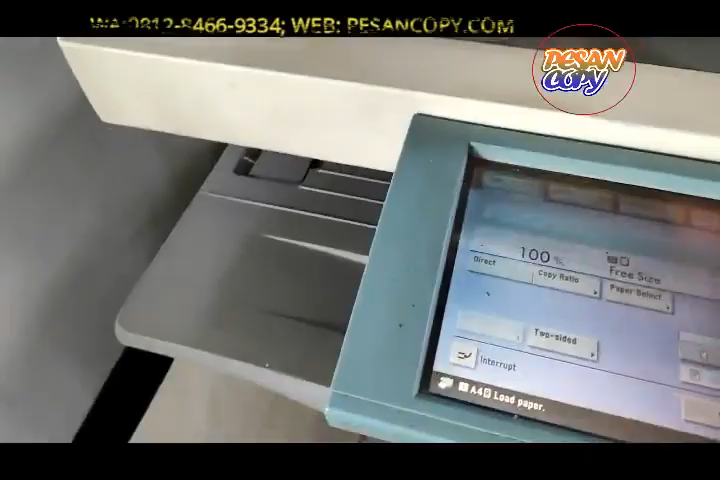 WA:0812-8466-9334; WEB: PESANCOPY.COM
PESAN
COPY
100 %
Free Size
Direct
Copy Ratio
Paper Select
Two-sided
Interrupt
A4 Load paper.